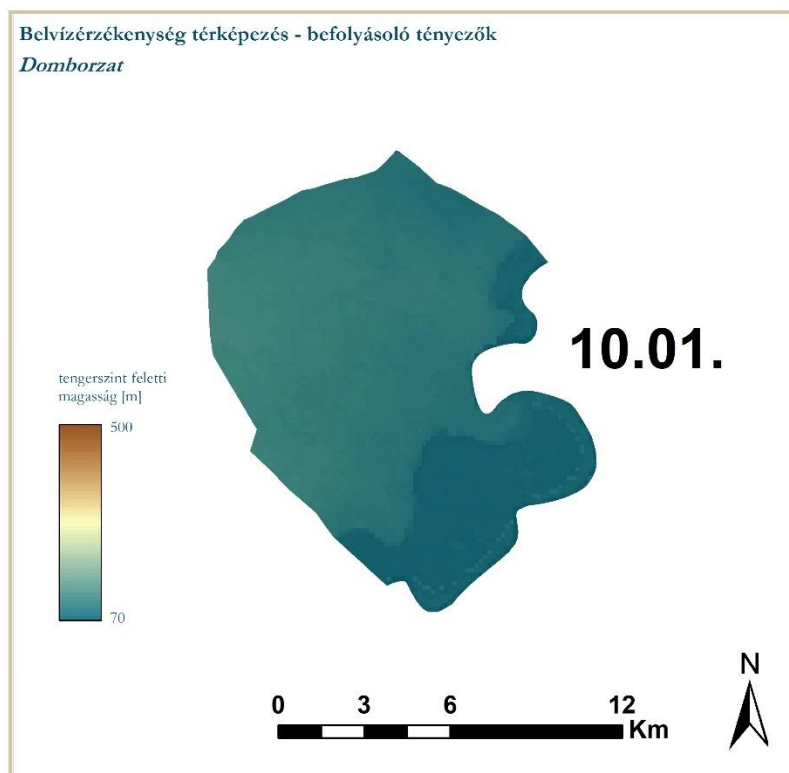 Belvízérzékenység térképezés - befolyásoló tényezők
Domborzat
10.01.
tengerszint feletti
magasság [m]
500
70
N
0 3 6 12
Km